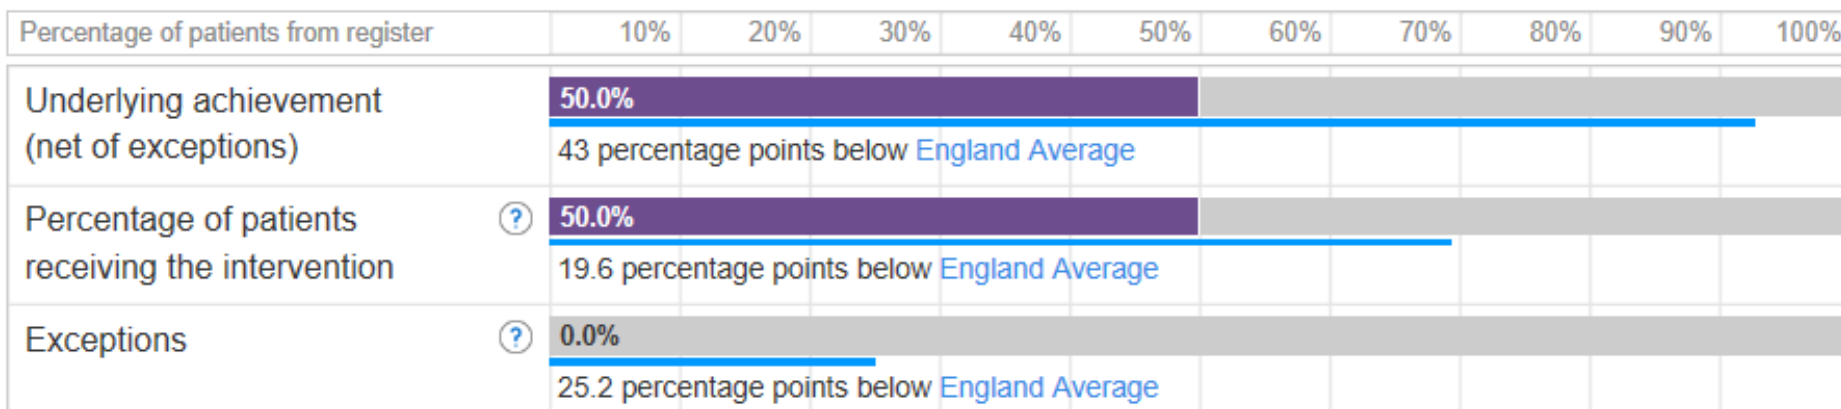 Percentage of patients from register 10% 20% 30% 40% 50% 60% 70% 80% 90% 100%
Underlying achievement 50.0%
(net of exceptions) 43 percentage points below England Average
Percentage of patients ? 50.0%
receiving the intervention 19.6 percentage points below England Average
Exceptions ? 0.0%
25.2 percentage points below England Average